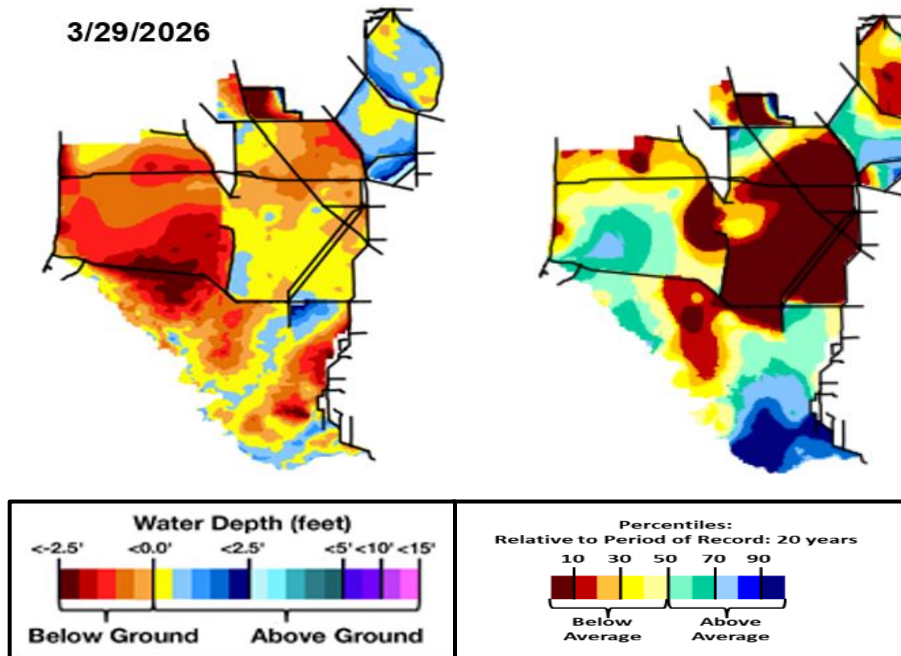 3/29/2026
Water Depth (feet)
<-2.5' <0.0' <2.5' <5' <10' <15'
Below Ground Above Ground
Percentiles:
Relative to Period of Record: 20 years
10 30 50 70 90
Below Average
Above Average